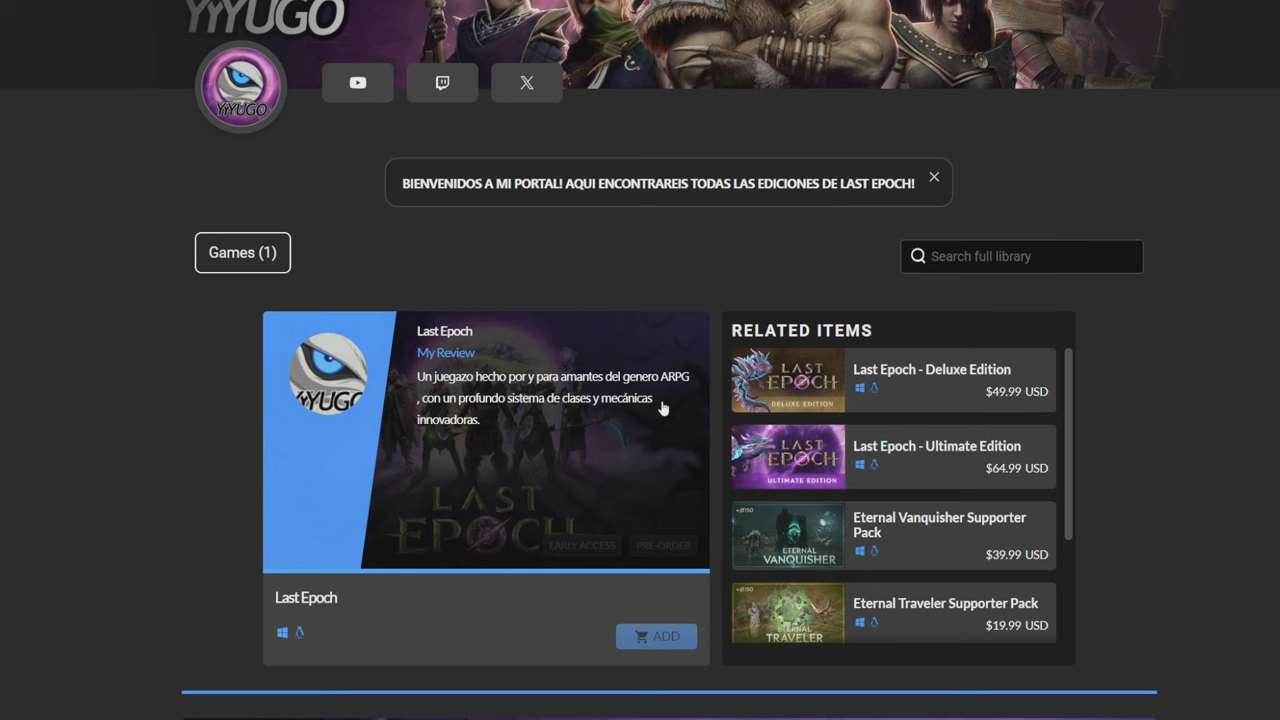 YiYUGO
YiYUGO
BIENVENIDOS A MI PORTAL! AQUI ENCONTRAREIS TODAS LAS EDICIONES DE LAST EPOCH!
Games (1)
Search full library
YiYUGO
Last Epoch
My Review
Un juegazo hecho por y para amantes del genero ARPG
, con un profundo sistema de clases y mecánicas
innovadoras.
LAST
EPOCH
EARLY ACCESS
PRE-ORDER
Last Epoch
ADD
RELATED ITEMS
LAST
EPOCH
DELUXE EDITION
Last Epoch - Deluxe Edition
$49.99 USD
LAST
EPOCH
ULTIMATE EDITION
Last Epoch - Ultimate Edition
$64.99 USD
ETERNAL
VANQUISHER
Eternal Vanquisher Supporter
Pack
$39.99 USD
ETERNAL
TRAVELER
Eternal Traveler Supporter Pack
$19.99 USD